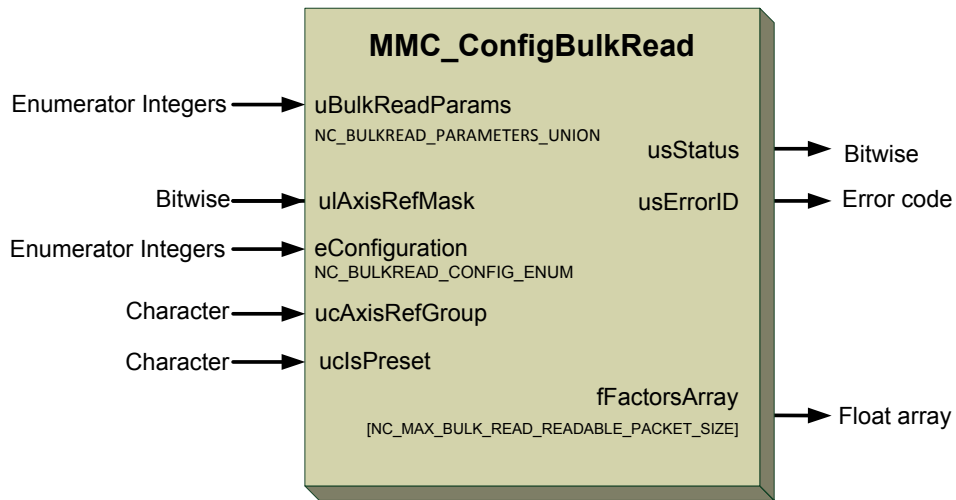 MMC_ConfigBulkRead
Enumerator Integers
uBulkReadParams
NC_BULKREAD_PARAMETERS_UNION
usStatus
Bitwise
Bitwise
ulAxisRefMask
usErrorID
Error code
Enumerator Integers
eConfiguration
NC_BULKREAD_CONFIG_ENUM
Character
ucAxisRefGroup
Character
ucIsPreset
fFactorsArray
[NC_MAX_BULK_READ_READABLE_PACKET_SIZE]
Float array